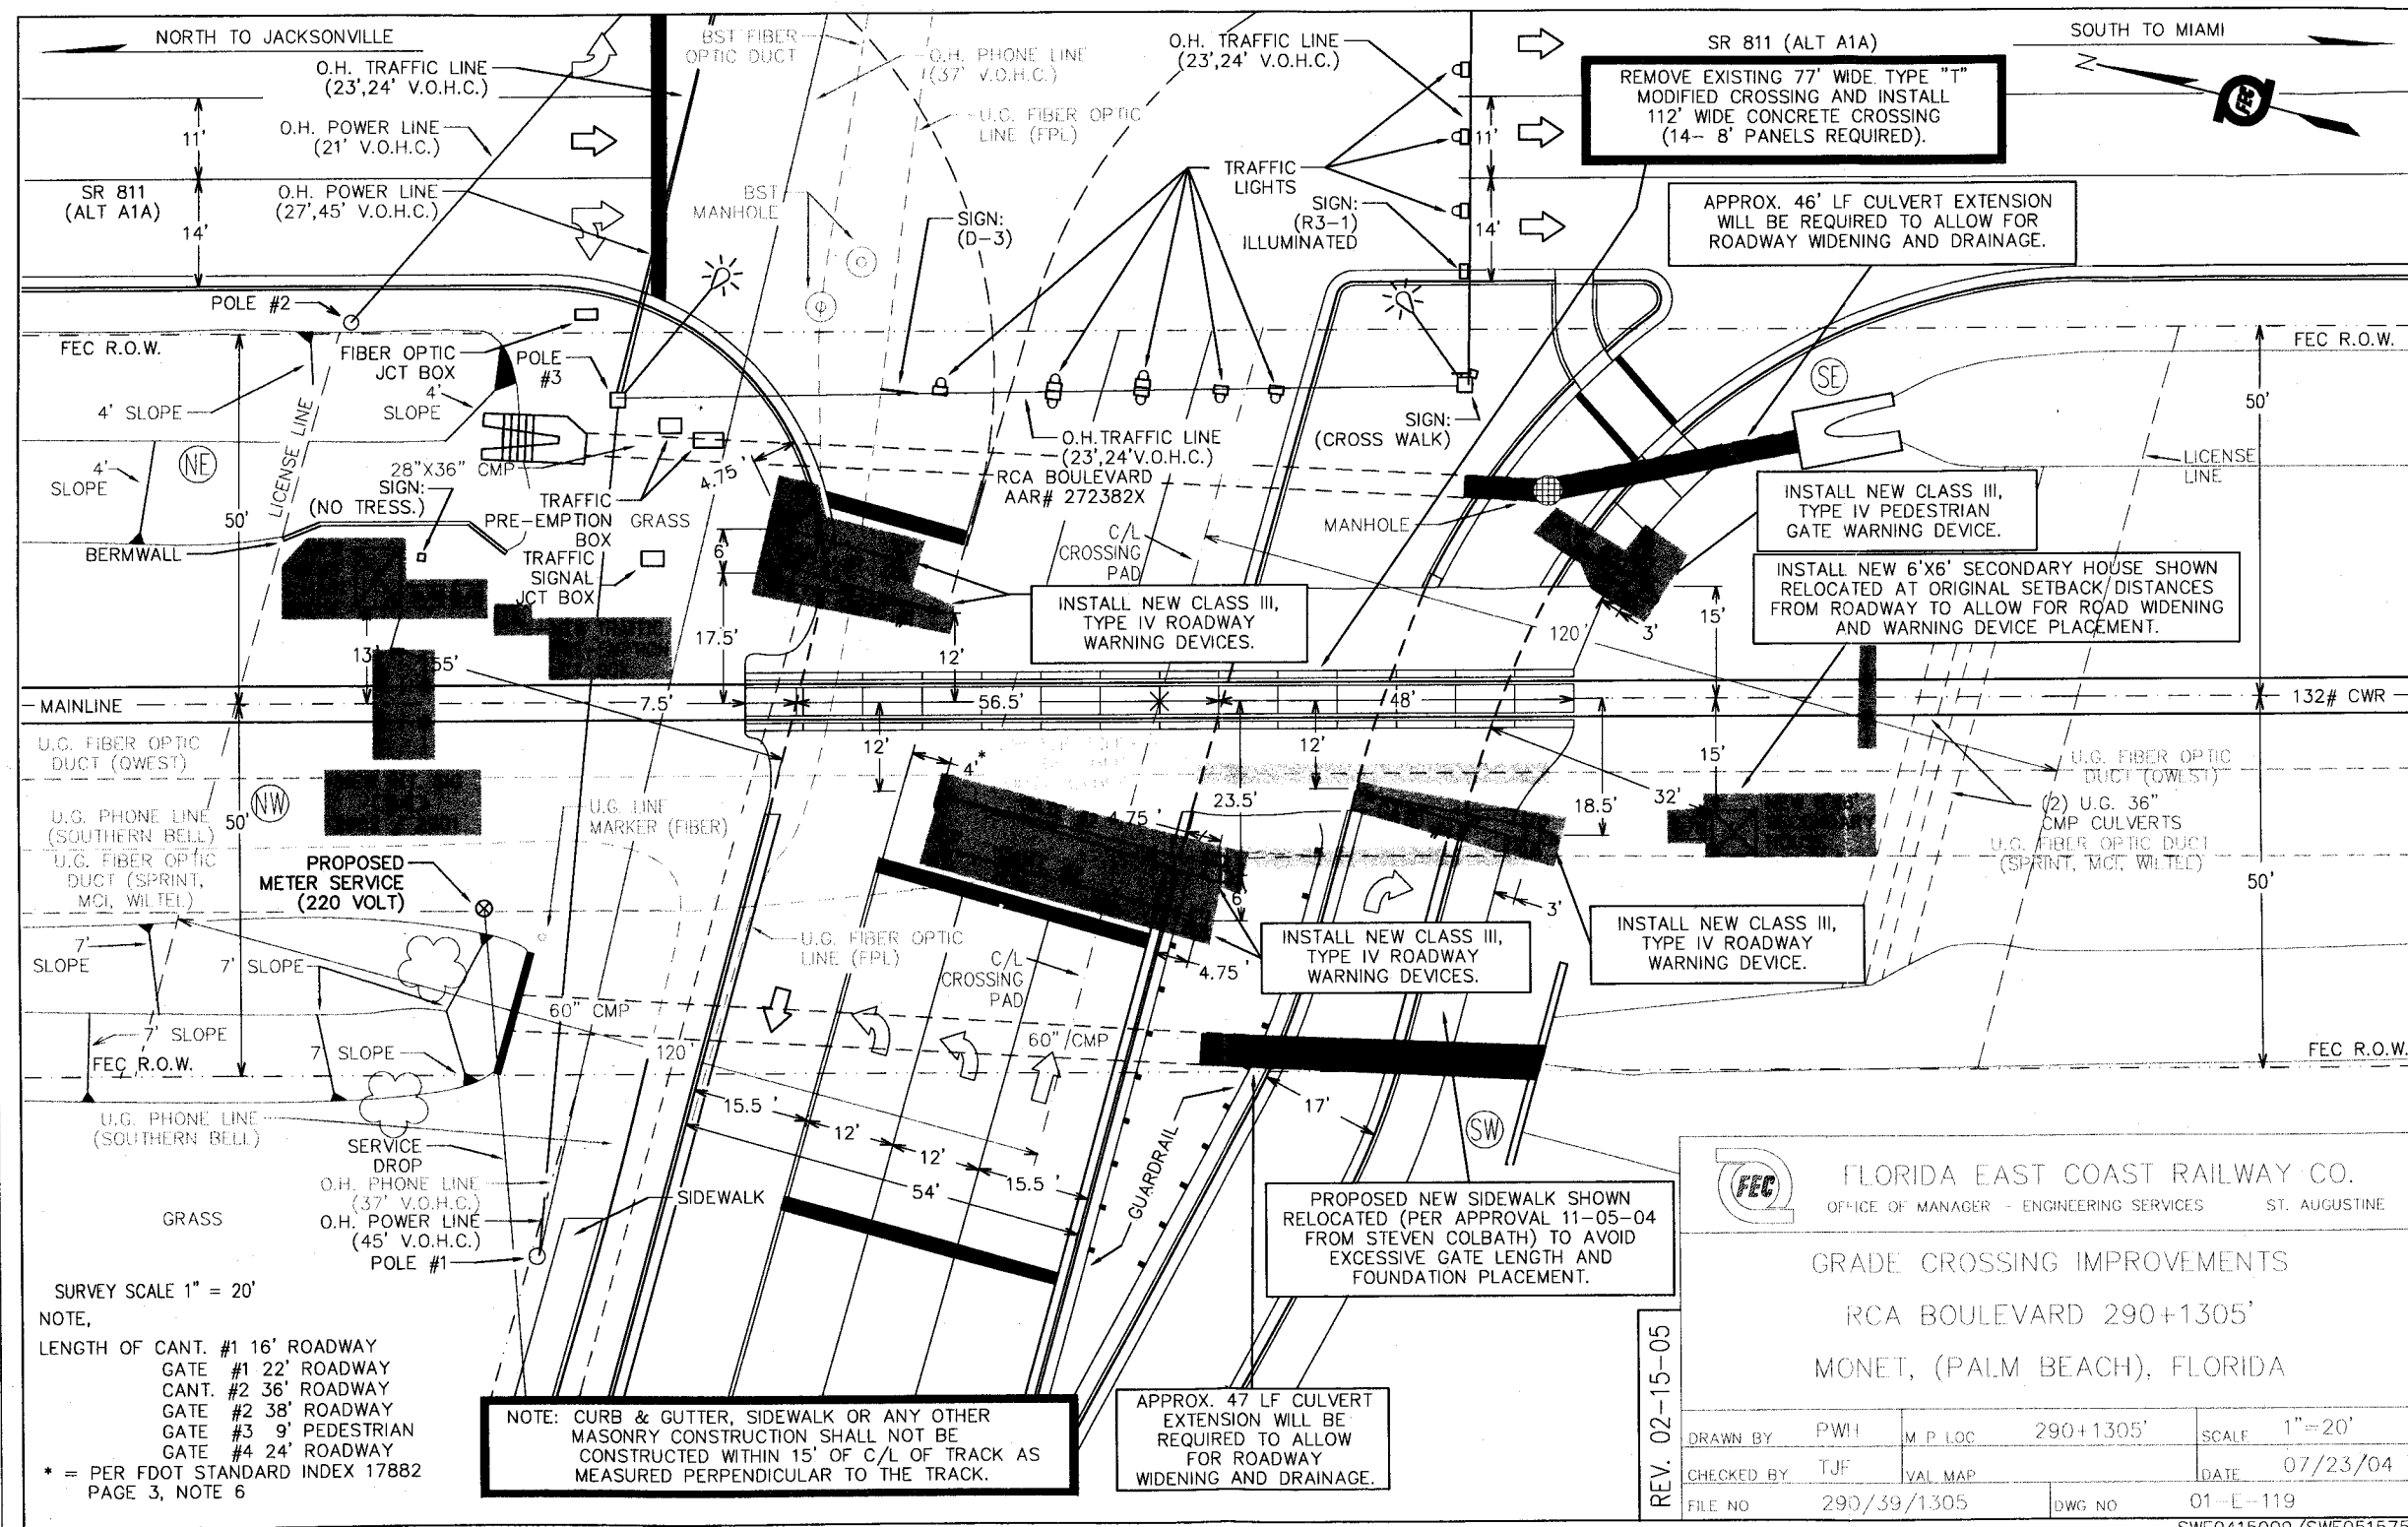 NORTH TO JACKSONVILLE
SOUTH TO MIAMI
SR 811 (ALT A1A)
BST FIBER
OPTIC DUCT
O.H. PHONE LINE
(37' V.O.H.C.)
O.H. TRAFFIC LINE
(23',24' V.O.H.C.)
O.H. TRAFFIC LINE
(23',24' V.O.H.C.)
REMOVE EXISTING 77' WIDE TYPE "T"
MODIFIED CROSSING AND INSTALL
112' WIDE CONCRETE CROSSING
(14- 8' PANELS REQUIRED).
N
FEC
11'
O.H. POWER LINE
(21' V.O.H.C.)
U.G. FIBER OPTIC
LINE (FPL)
11'
TRAFFIC
LIGHTS
SR 811
(ALT A1A)
14'
O.H. POWER LINE
(27',45' V.O.H.C.)
BST
MANHOLE
SIGN:
(D-3)
SIGN:
(R3-1)
ILLUMINATED
14'
APPROX. 46' LF CULVERT EXTENSION
WILL BE REQUIRED TO ALLOW FOR
ROADWAY WIDENING AND DRAINAGE.
POLE #2
FEC R.O.W.
FIBER OPTIC
JCT BOX
POLE
#3
FEC R.O.W.
4' SLOPE
4'
SLOPE
LICENSE LINE
SE
50'
4'
SLOPE
NE
28"X36" CMP
SIGN:
(NO TRESS.)
4.75 '
O.H.TRAFFIC LINE
(23',24'V.O.H.C.)
RCA BOULEVARD
AAR# 272382X
SIGN:
(CROSS WALK)
LICENSE
LINE
50'
TRAFFIC
PRE-EMPTION
BOX
GRASS
MANHOLE
INSTALL NEW CLASS III,
TYPE IV PEDESTRIAN
GATE WARNING DEVICE.
BERMWALL
TRAFFIC
SIGNAL
JCT BOX
6'
C/L
CROSSING
PAD
INSTALL NEW 6'X6' SECONDARY HOUSE SHOWN
RELOCATED AT ORIGINAL SETBACK/DISTANCES
FROM ROADWAY TO ALLOW FOR ROAD WIDENING
AND WARNING DEVICE PLACEMENT.
INSTALL NEW CLASS III,
TYPE IV ROADWAY
WARNING DEVICES.
13'
55'
17.5'
12'
120'
3'
15'
MAINLINE
7.5'
56.5'
48'
132# CWR
U.G. FIBER OPTIC
DUCT (QWEST)
12'
4'*
12'
15'
U.G. FIBER OPTIC
DUCT (QWEST)
NW
U.G. PHONE LINE
(SOUTHERN BELL)
50'
U.G. LINE
MARKER (FIBER)
4.75 '
23.5'
18.5'
32'
(2) U.G. 36"
CMP CULVERTS
U.G. FIBER OPTIC
DUCT (SPRINT,
MCI, WILTEL)
U.G. FIBER OPTIC DUCT
(SPRINT, MCI, WILTEL)
PROPOSED
METER SERVICE
(220 VOLT)
6'
3'
50'
7'
SLOPE
7' SLOPE
U.G. FIBER OPTIC
LINE (FPL)
C/L
CROSSING
PAD
4.75 '
INSTALL NEW CLASS III,
TYPE IV ROADWAY
WARNING DEVICES.
INSTALL NEW CLASS III,
TYPE IV ROADWAY
WARNING DEVICE.
60" CMP
7' SLOPE
7' SLOPE
120'
60" CMP
FEC R.O.W.
FEC R.O.W.
U.G. PHONE LINE
(SOUTHERN BELL)
15.5 '
12'
12'
15.5 '
54'
17'
GUARDRAIL
SW
SERVICE
DROP
O.H. PHONE LINE
(37' V.O.H.C.)
O.H. POWER LINE
(45' V.O.H.C.)
POLE #1
GRASS
SIDEWALK
PROPOSED NEW SIDEWALK SHOWN
RELOCATED (PER APPROVAL 11-05-04
FROM STEVEN COLBATH) TO AVOID
EXCESSIVE GATE LENGTH AND
FOUNDATION PLACEMENT.
SURVEY SCALE 1" = 20'
NOTE,
LENGTH OF CANT. #1 16' ROADWAY
GATE #1 22' ROADWAY
CANT. #2 36' ROADWAY
GATE #2 38' ROADWAY
GATE #3 9' PEDESTRIAN
GATE #4 24' ROADWAY
* = PER FDOT STANDARD INDEX 17882
PAGE 3, NOTE 6
NOTE: CURB & GUTTER, SIDEWALK OR ANY OTHER
MASONRY CONSTRUCTION SHALL NOT BE
CONSTRUCTED WITHIN 15' OF C/L OF TRACK AS
MEASURED PERPENDICULAR TO THE TRACK.
APPROX. 47 LF CULVERT
EXTENSION WILL BE
REQUIRED TO ALLOW
FOR ROADWAY
WIDENING AND DRAINAGE.
REV. 02-15-05
FEC
FLORIDA EAST COAST RAILWAY CO.
OFFICE OF MANAGER - ENGINEERING SERVICES ST. AUGUSTINE
GRADE CROSSING IMPROVEMENTS
RCA BOULEVARD 290+1305'
MONET, (PALM BEACH), FLORIDA
DRAWN BY PWH M.P. LOC 290+1305' SCALE 1"=20'
CHECKED BY TJF VAL MAP DATE 07/23/04
FILE NO 290/39/1305 DWG NO 01-E-119